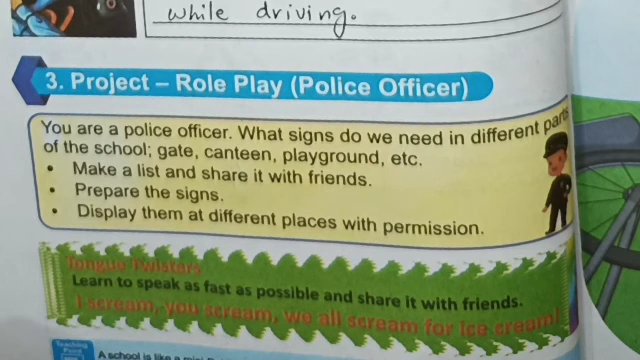 while driving.
3. Project – Role Play (Police Officer)
You are a police officer. What signs do we need in different parts
of the school; gate, canteen, playground, etc.
• Make a list and share it with friends.
• Prepare the signs.
• Display them at different places with permission.
Tongue Twisters
Learn to speak as fast as possible and share it with friends.
I scream, you scream, we all scream for ice cream!
Teaching
Point
A school is like a mini